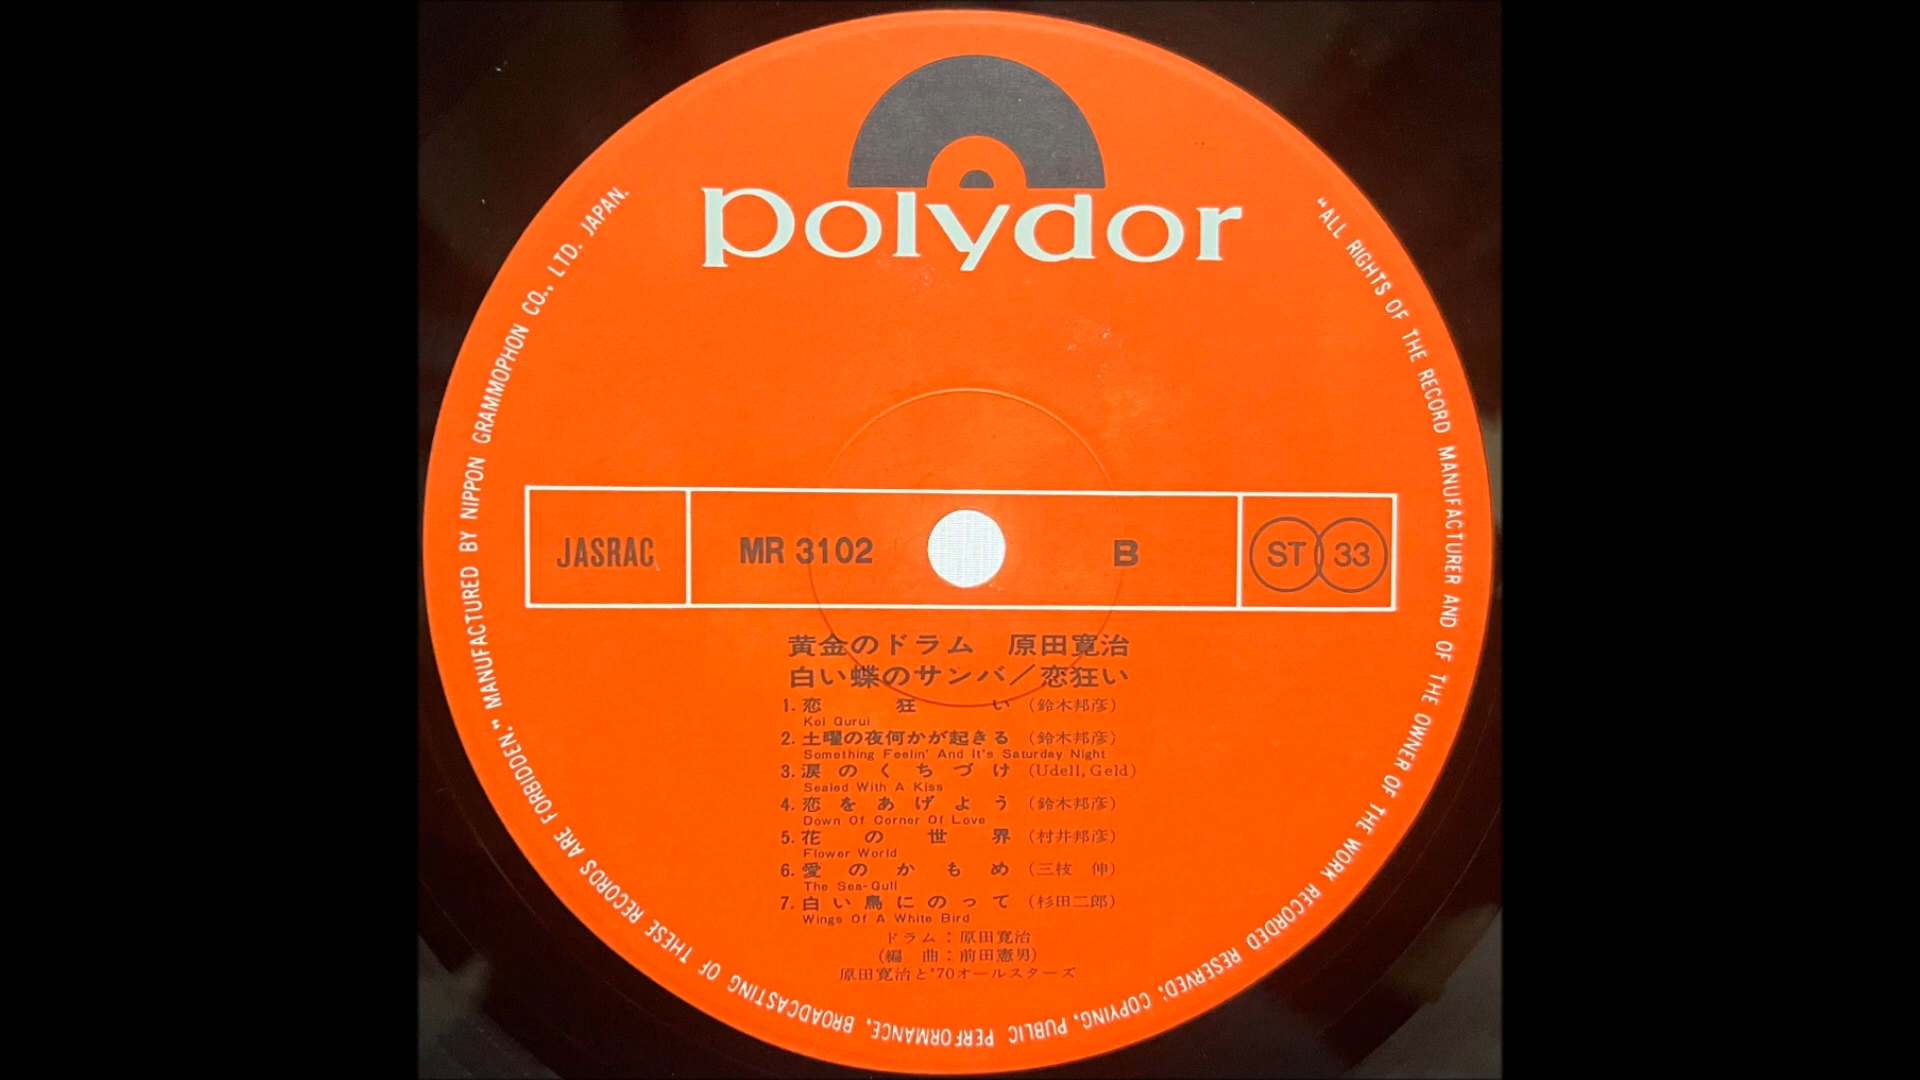 polydor
"MANUFACTURED BY NIPPON GRAMMOPHON CO., LTD. JAPAN.
"ALL RIGHTS OF THE RECORD MANUFACTURER AND OF THE OWNER OF THE WORK RECORDED RESERVED; COPYING, PUBLIC PERFORMANCE, BROADCASTING OF THESE RECORDS ARE FORBIDDEN."
JASRAC MR 3102 B ST 33
黄金のドラム 原田寛治
白い蝶のサンバ／恋狂い
1. 恋狂い (鈴木邦彦)
Koi Gurui
2. 土曜の夜何かが起きる (鈴木邦彦)
Something Feelin' And It's Saturday Night
3. 涙のくちづけ (Udell, Geld)
Sealed With A Kiss
4. 恋をあげよう (鈴木邦彦)
Down Of Corner Of Love
5. 花の世界 (村井邦彦)
Flower World
6. 愛のかもめ (三枝 伸)
The Sea-Gull
7. 白い鳥にのって (杉田二郎)
Wings Of A White Bird
ドラム：原田寛治
(編 曲：前田憲男)
原田寛治と'70オールスターズ